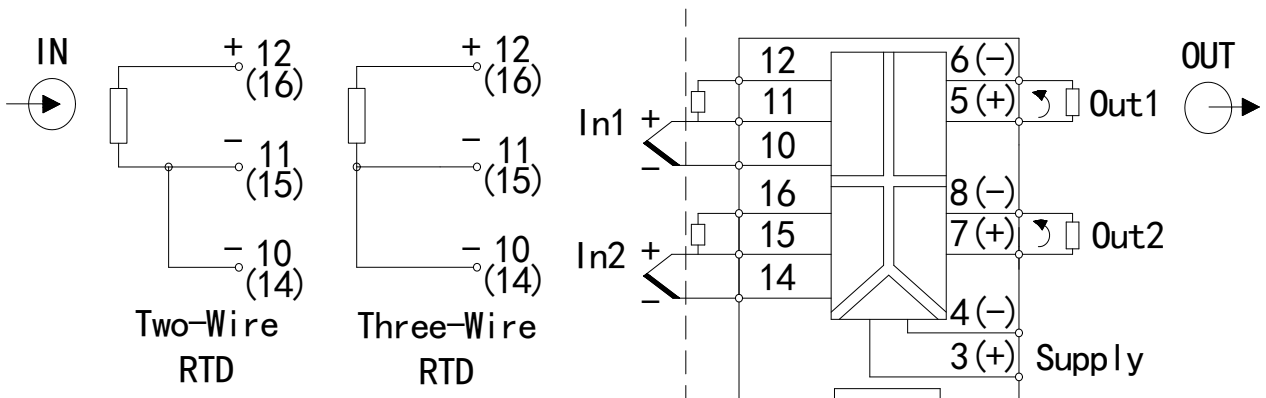 IN
+ 12
(16)
- 11
(15)
- 10
(14)
Two-Wire
RTD
+ 12
(16)
- 11
(15)
- 10
(14)
Three-Wire
RTD
In1
+
-
In2
+
-
12
11
10
16
15
14
6(-)
5(+)
8(-)
7(+)
4(-)
3(+)
Out1
Out2
Supply
OUT